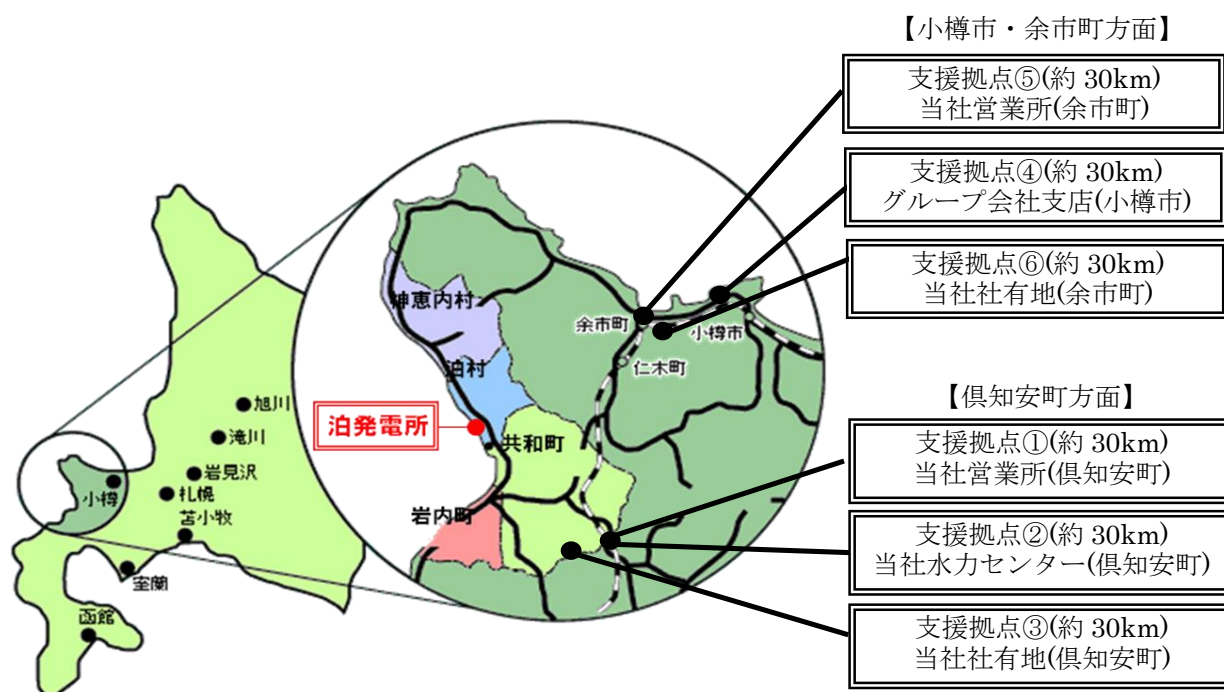 【小樽市・余市町方面】
支援拠点⑤(約 30km)
当社営業所(余市町)
支援拠点④(約 30km)
グループ会社支店(小樽市)
支援拠点⑥(約 30km)
当社社有地(余市町)
【倶知安町方面】
支援拠点①(約 30km)
当社営業所(倶知安町)
支援拠点②(約 30km)
当社水力センター(倶知安町)
支援拠点③(約 30km)
当社社有地(倶知安町)
神恵内村
余市町
小樽市
泊村
仁木町
泊発電所
共和町
岩内町
旭川
滝川
岩見沢
小樽
札幌
苫小牧
室蘭
函館